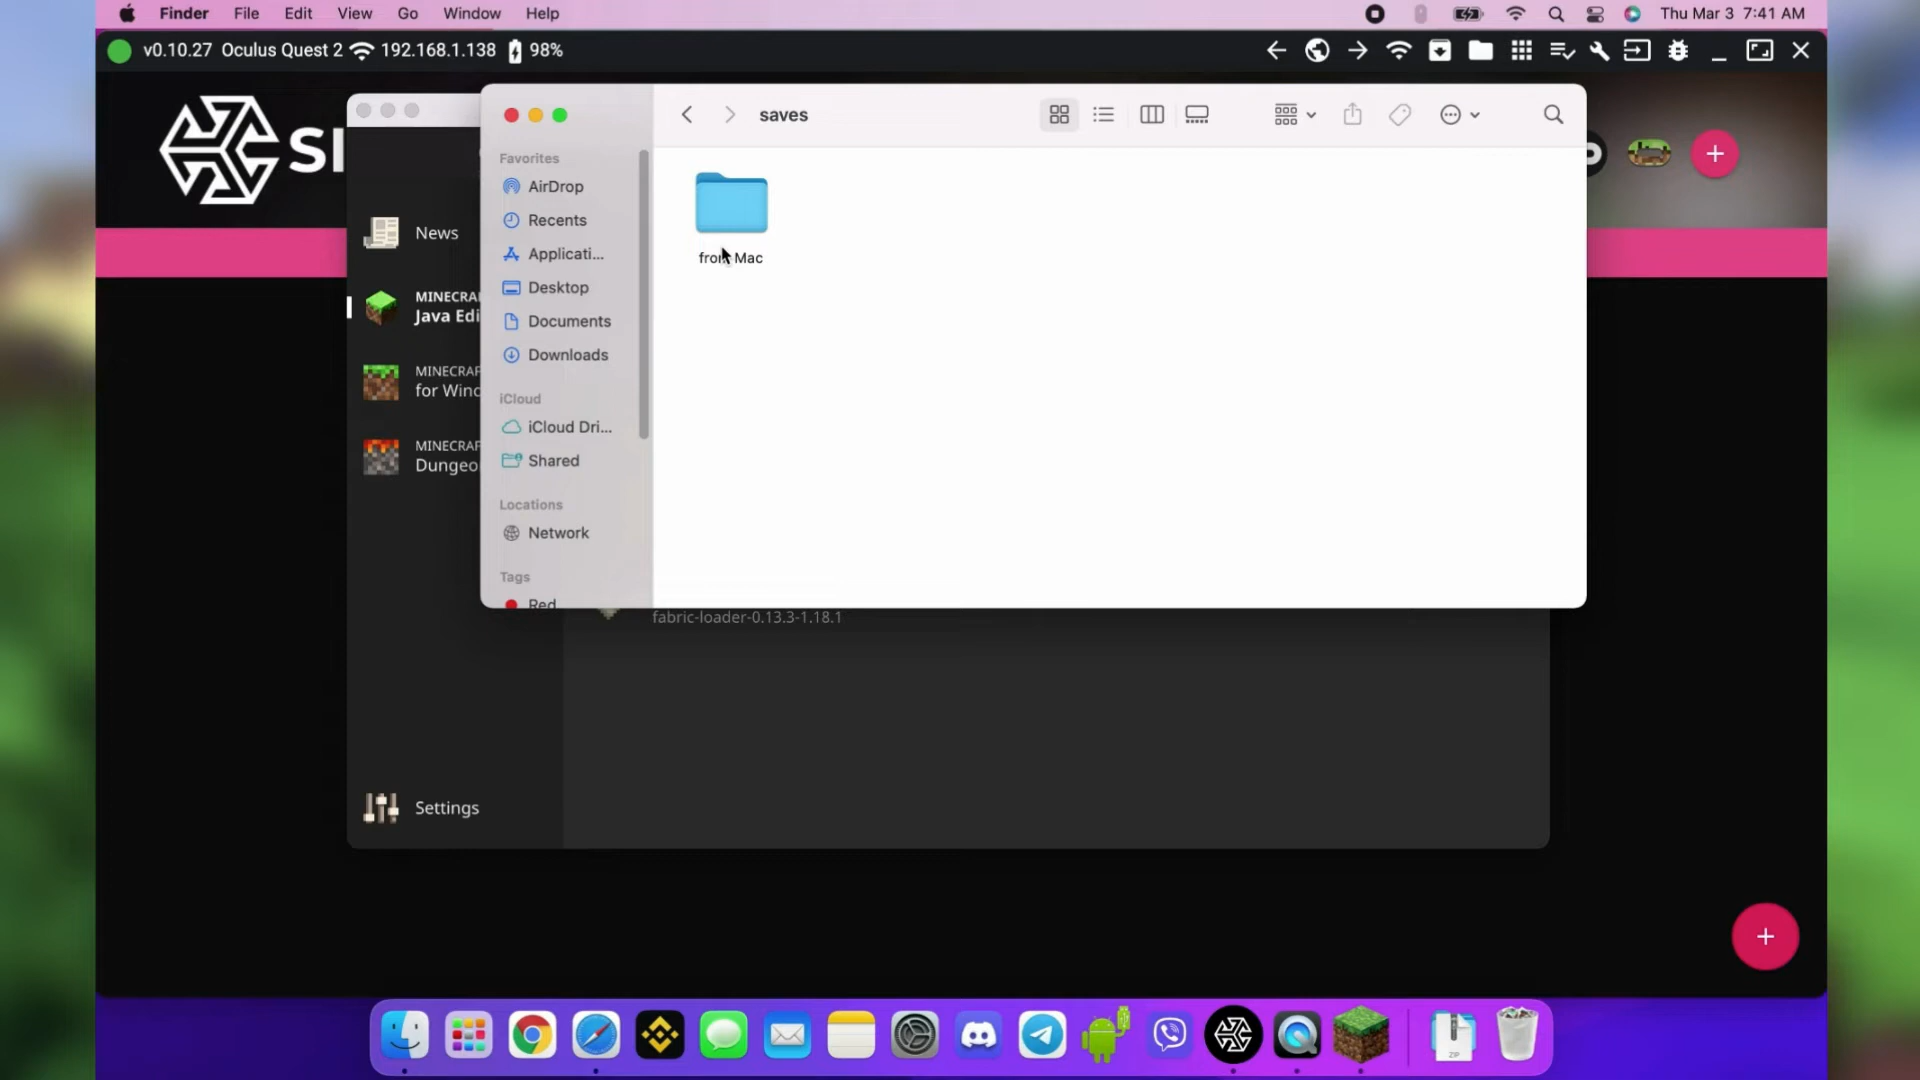 Finder File Edit View Go Window Help Thu Mar 3 7:41 AM
v0.10.27 Oculus Quest 2 192.168.1.138 98%
SI
saves
Favorites
AirDrop
Recents
Applicati...
Desktop
Documents
Downloads
iCloud
iCloud Dri...
Shared
Locations
Network
Tags
Red
from Mac
News
MINECRAF
Java Edi
MINECRAF
for Wind
MINECRAF
Dungeo
Settings
fabric-loader-0.13.3-1.18.1
ZIP